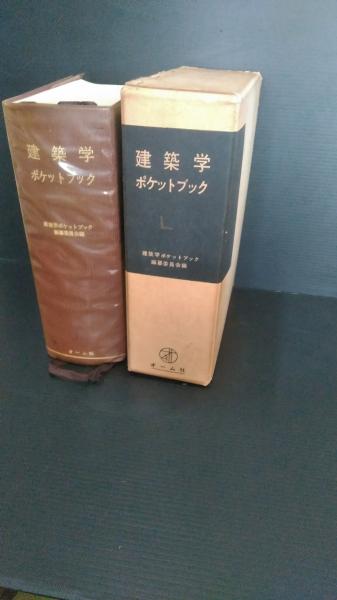 建築学
ポケットブック
建築学ポケットブック
編纂委員会編
オーム社
建築学
ポケットブック
建築学ポケットブック
編纂委員会編
オーム社